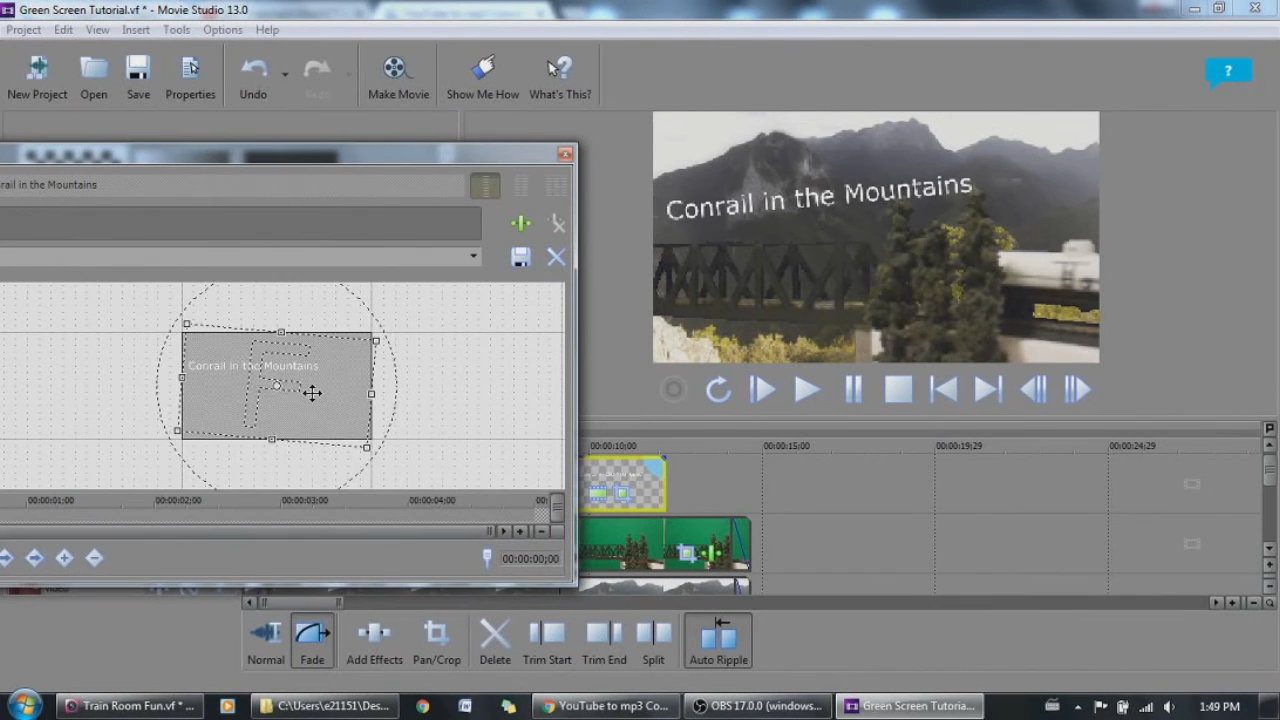 Green Screen Tutorial.vf * - Movie Studio 13.0
Project Edit View Insert Tools Options Help
New Project Open Save Properties Undo Redo Make Movie Show Me How What's This?
?
rail in the Mountains
Conrail in the Mountains
Conrail in the Mountains
00:00:10;00 00:00:15;00 00:00:19;29 00:00:24;29
00:00:01;00 00:00:02;00 00:00:03;00 00:00:04;00 00:
00:00:00;00
Normal Fade Add Effects Pan/Crop Delete Trim Start Trim End Split Auto Ripple
Train Room Fun.vf * ... C:\Users\e21151\Des... YouTube to mp3 Co... OBS 17.0.0 (windows... Green Screen Tutoria... 1:49 PM